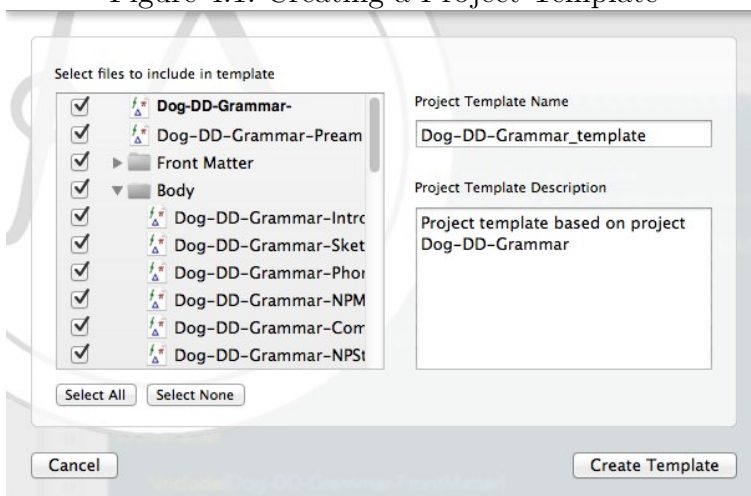 Figure 4.1: Creating a Project Template
Select files to include in template
Dog-DD-Grammar-
Dog-DD-Grammar-Pream
Front Matter
Body
Dog-DD-Grammar-Intro
Dog-DD-Grammar-Sket
Dog-DD-Grammar-Phor
Dog-DD-Grammar-NPM
Dog-DD-Grammar-Com
Dog-DD-Grammar-NPSt
Select All
Select None
Project Template Name
Dog-DD-Grammar_template
Project Template Description
Project template based on project
Dog-DD-Grammar
Cancel
Create Template